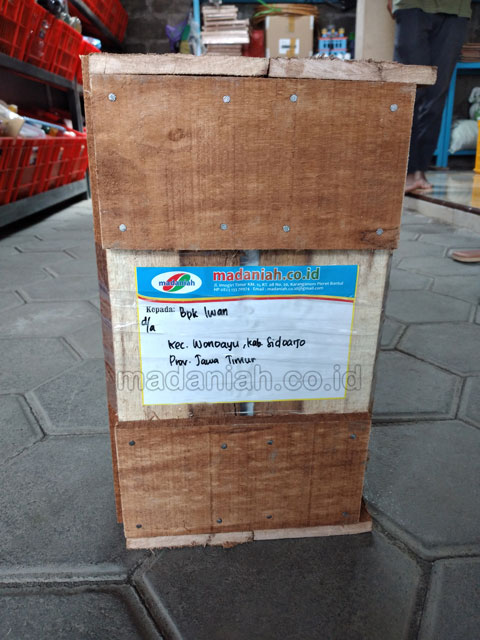 madaniah
madaniah.co.id
Kepada: Bpk Iwan
d/a
Kec. Wonoayu, Kab. Sidoarjo
Prov. Jawa Timur
madaniah.co.id